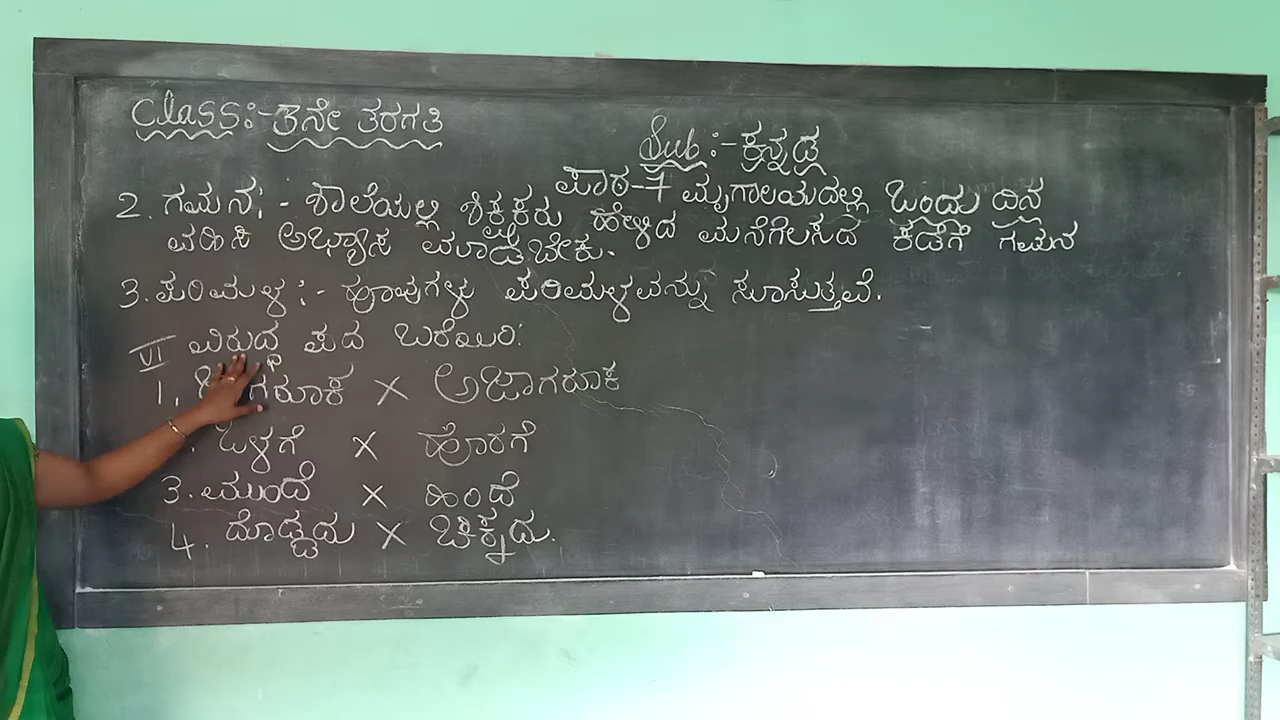 Class:- 3ನೇ ತರಗತಿ
Sub:- ಕನ್ನಡ
ಪಾಠ-7 ಮೃಗಾಲಯದಲ್ಲಿ ಒಂದು ದಿನ
2. ಗಮನ: - ಶಾಲೆಯಲ್ಲಿ ಶಿಕ್ಷಕರು ಹೇಳಿದ ಮನೆಗೆಲಸದ ಕಡೆಗೆ ಗಮನ
ವಹಿಸಿ ಅಭ್ಯಾಸ ಮಾಡಬೇಕು.
3. ಪರಿಮಳ :- ಹೂವುಗಳು ಪರಿಮಳವನ್ನು ಸೂಸುತ್ತವೆ.
VI ವಿರುದ್ಧ ಪದ ಬರೆಯಿರಿ:
1. X ಅಜಾಗರೂಕ
ಒಳಗೆ X ಹೊರಗೆ
3. ಮುಂದೆ X ಹಿಂದೆ
4. ದೊಡ್ಡದು X ಚಿಕ್ಕದು.